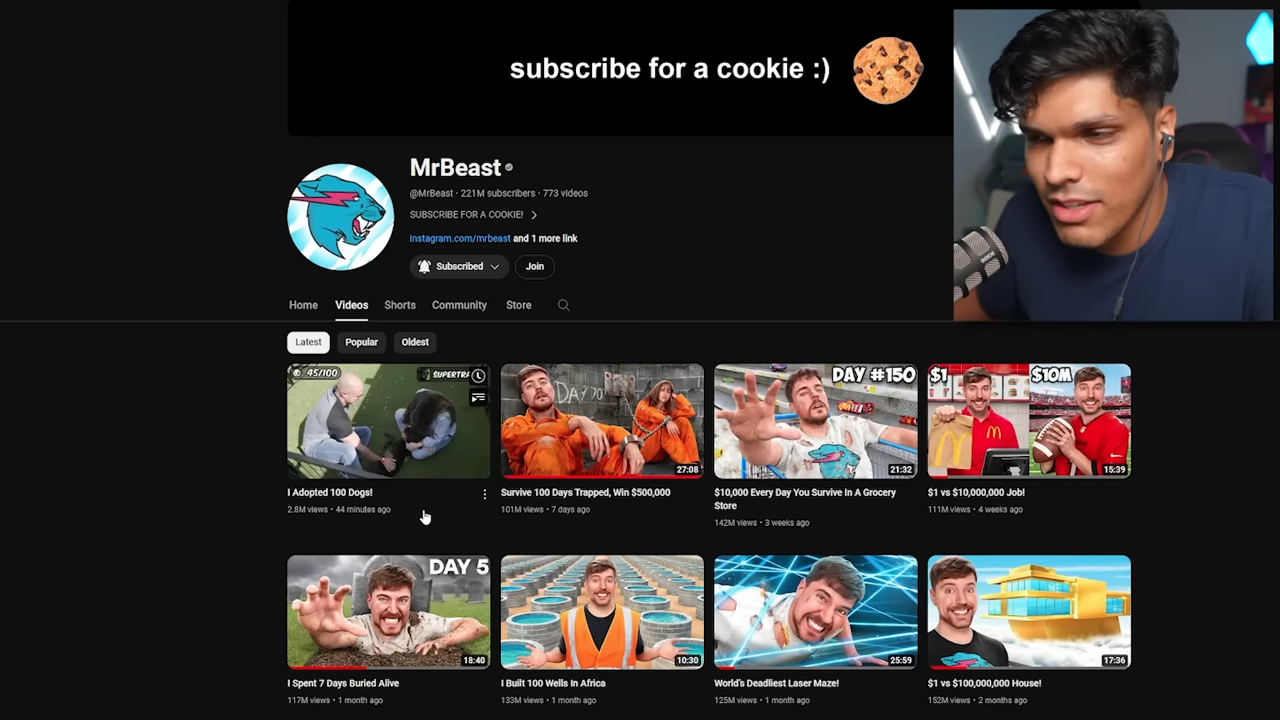 subscribe for a cookie :)
MrBeast
@MrBeast · 221M subscribers · 773 videos
SUBSCRIBE FOR A COOKIE!
instagram.com/mrbeast and 1 more link
Subscribed
Join
Home Videos Shorts Community Store
Latest Popular Oldest
45/100
SUPERTRA
DAY
27:08
DAY #150
21:32
$1 $10M
15:39
I Adopted 100 Dogs!
2.8M views · 44 minutes ago
Survive 100 Days Trapped, Win $500,000
101M views · 7 days ago
$10,000 Every Day You Survive In A Grocery
Store
142M views · 3 weeks ago
$1 vs $10,000,000 Job!
111M views · 4 weeks ago
DAY 5
18:40
10:30
25:59
17:36
I Spent 7 Days Buried Alive
117M views · 1 month ago
I Built 100 Wells In Africa
133M views · 1 month ago
World's Deadliest Laser Maze!
125M views · 1 month ago
$1 vs $100,000,000 House!
152M views · 2 months ago